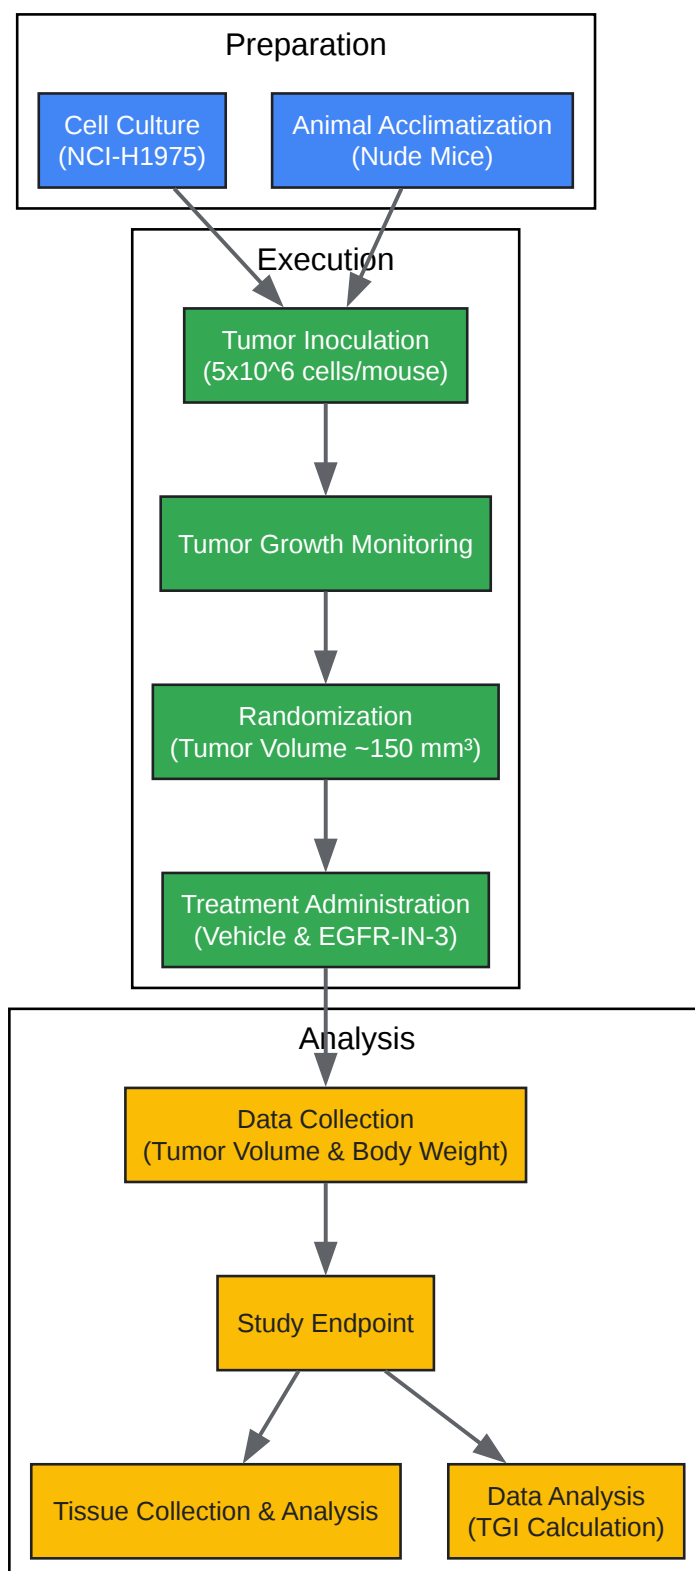 Preparation
Cell Culture
(NCI-H1975)
Animal Acclimatization
(Nude Mice)
Execution
Tumor Inoculation
(5x10^6 cells/mouse)
Tumor Growth Monitoring
Randomization
(Tumor Volume ~150 mm³)
Treatment Administration
(Vehicle & EGFR-IN-3)
Analysis
Data Collection
(Tumor Volume & Body Weight)
Study Endpoint
Tissue Collection & Analysis
Data Analysis
(TGI Calculation)